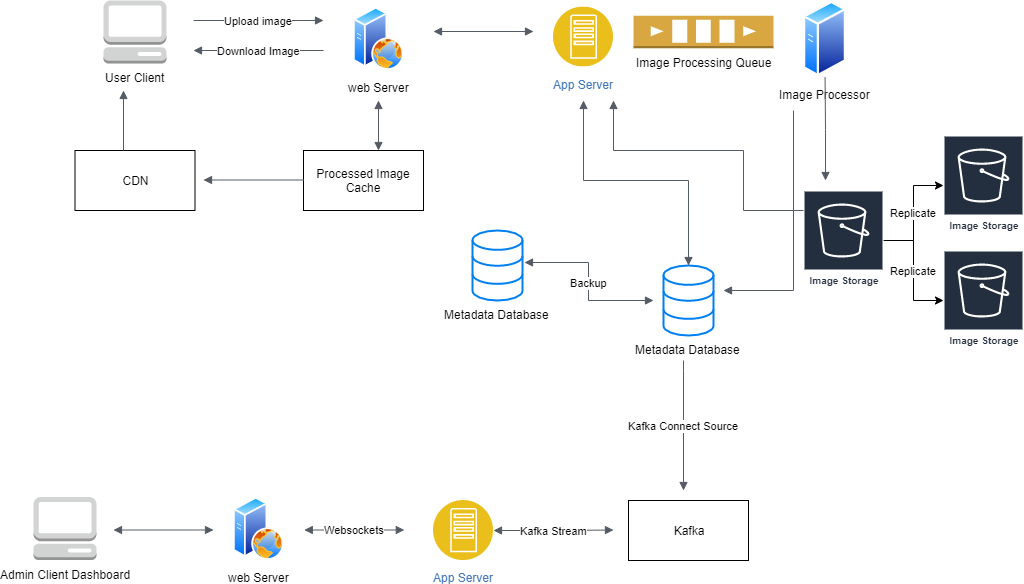 Upload image
Download Image
User Client
web Server
App Server
Image Processing Queue
Image Processor
CDN
Processed Image
Cache
Replicate
Image Storage
Replicate
Image Storage
Image Storage
Backup
Metadata Database
Metadata Database
Kafka Connect Source
Admin Client Dashboard
web Server
Websockets
App Server
Kafka Stream
Kafka